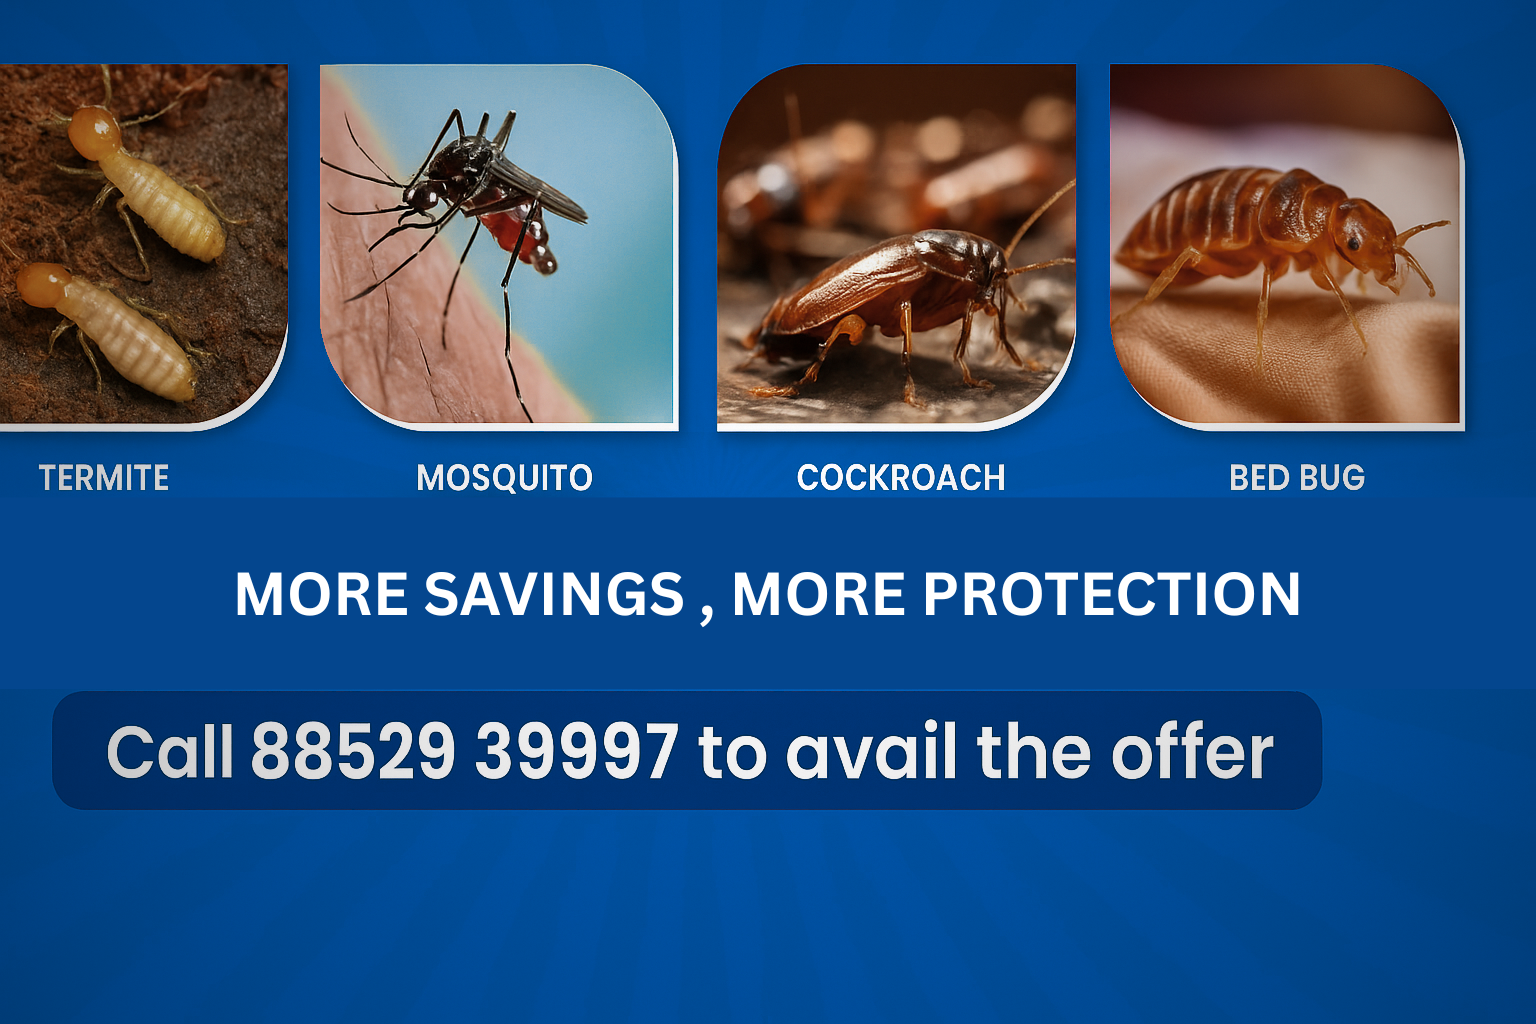 TERMITE MOSQUITO COCKROACH BED BUG
MORE SAVINGS , MORE PROTECTION
Call 88529 39997 to avail the offer